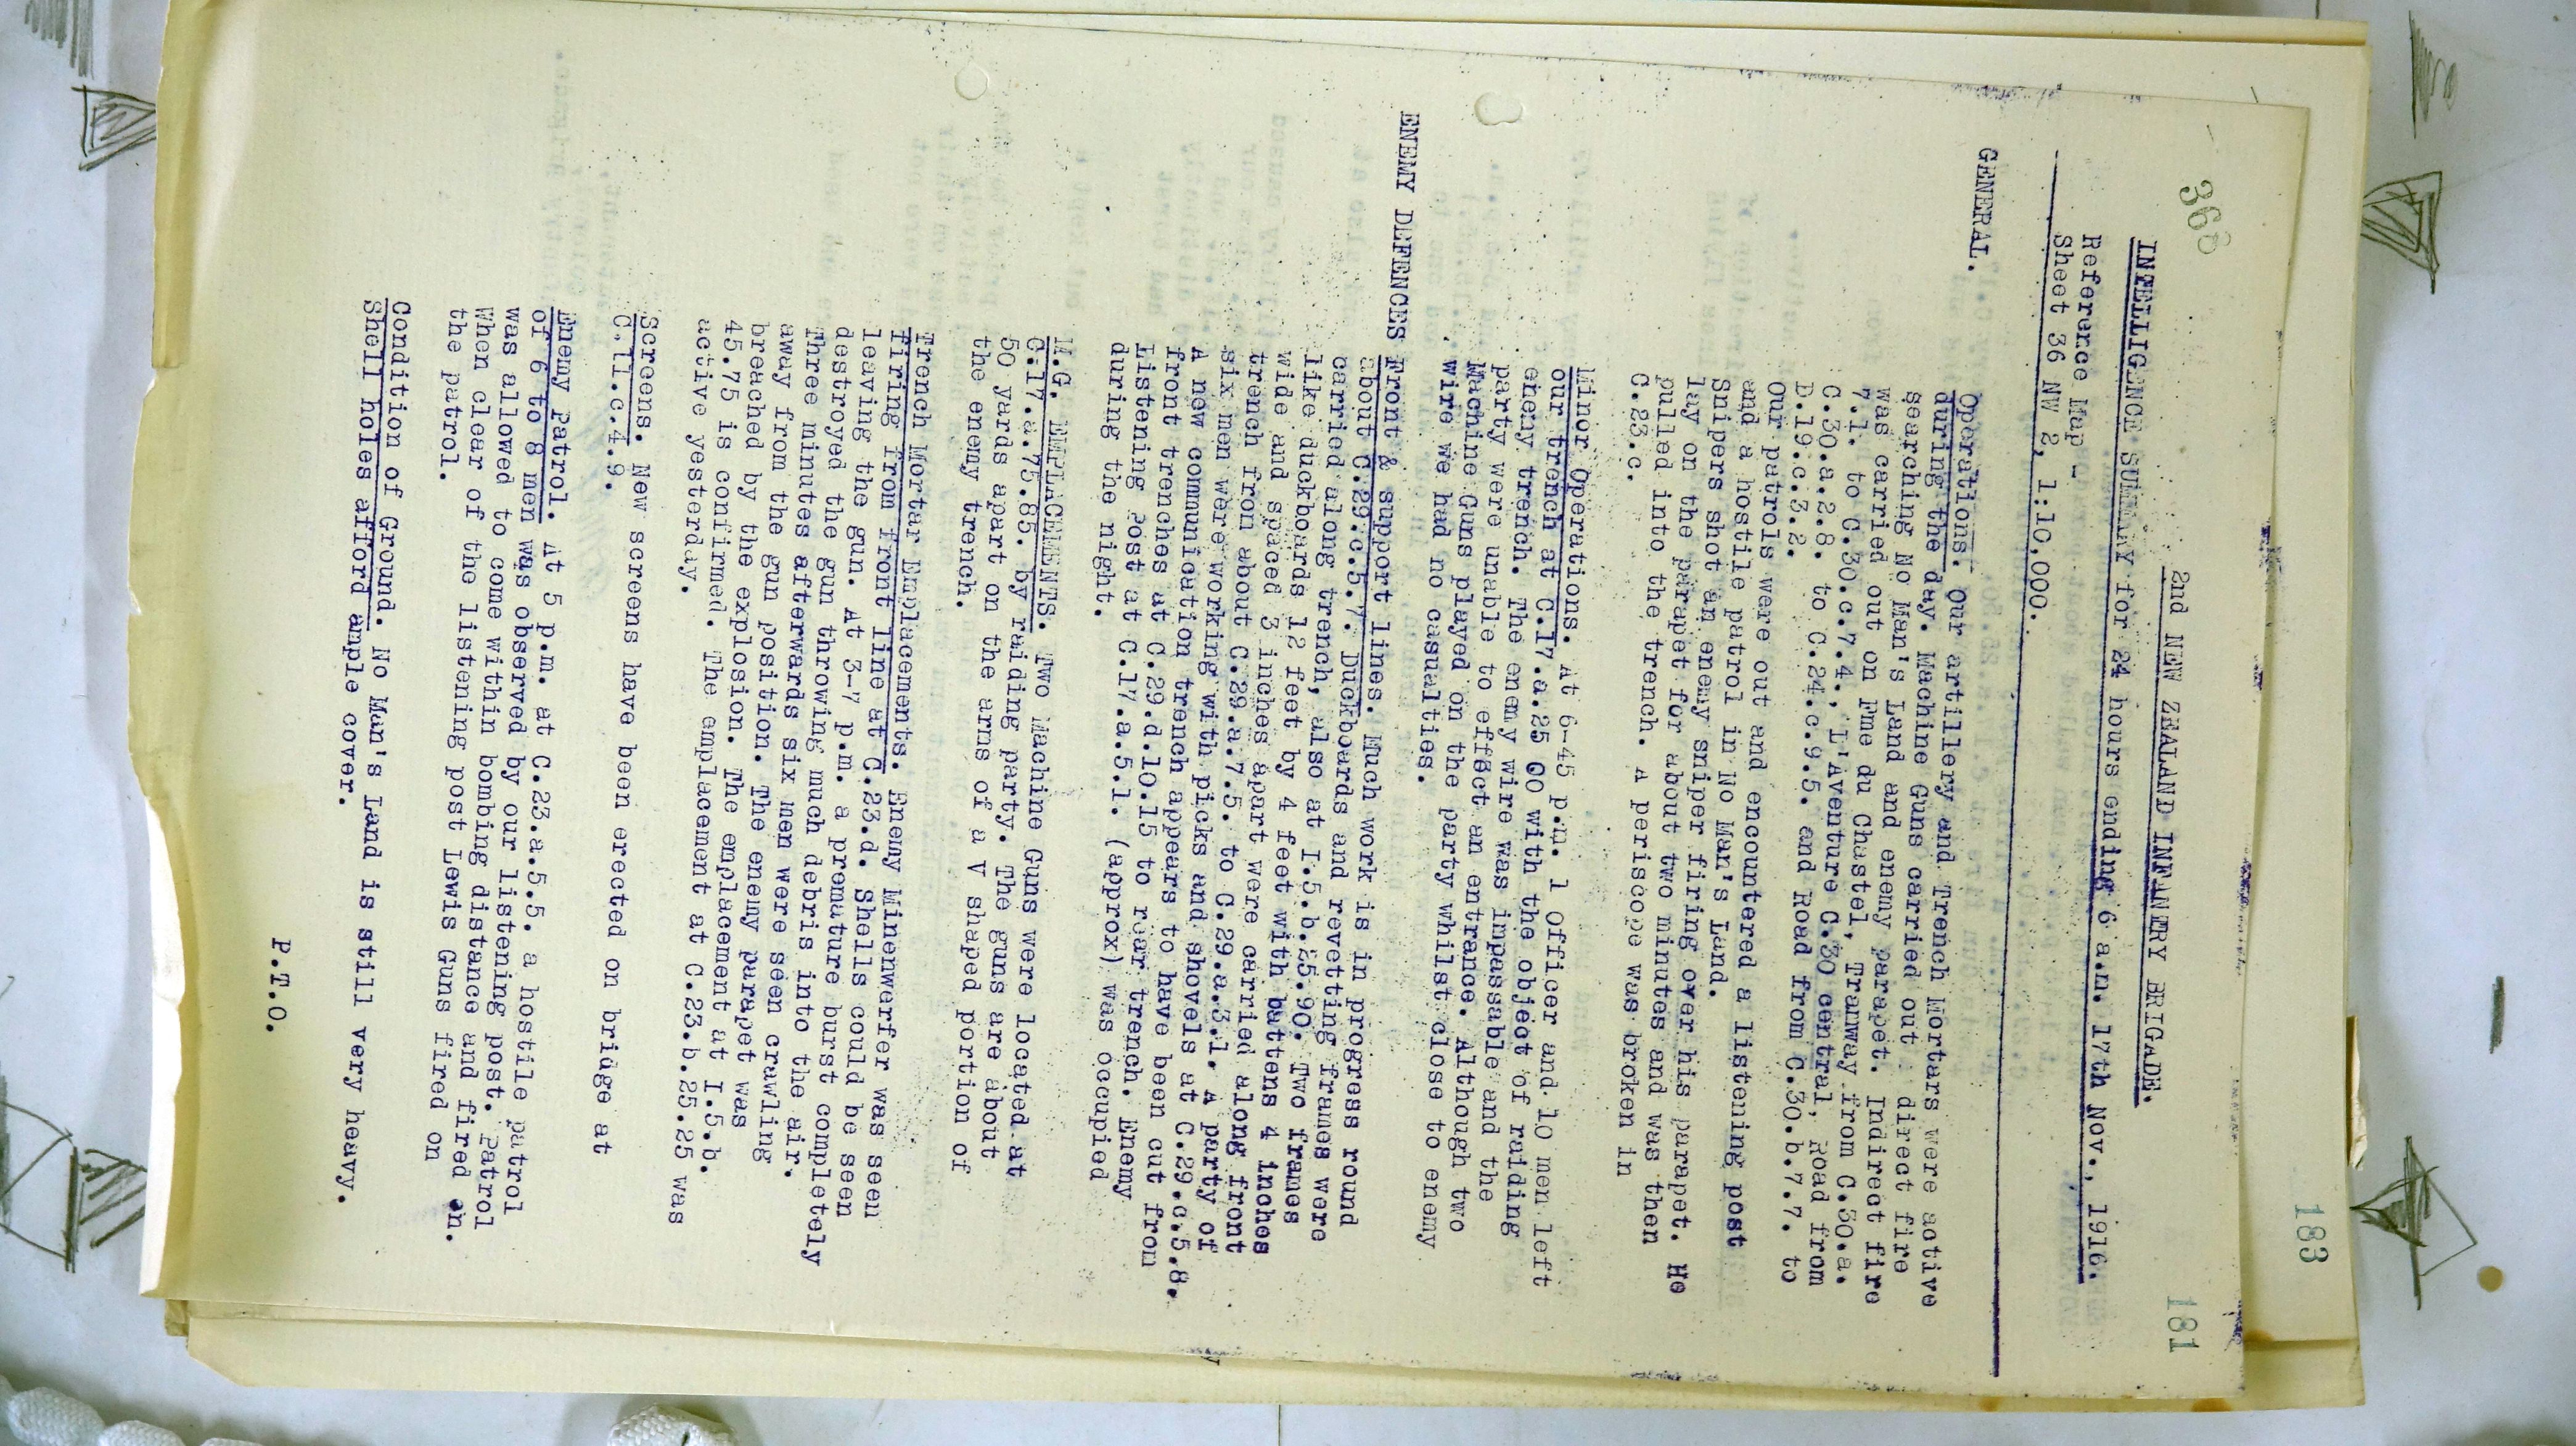 183
181
368
2nd NEW ZEALAND INFANTRY BRIGADE.
INTELLIGENCE SUMMARY for 24 hours ending 6 a.m. 17th Nov., 1916.
Reference Map -
Sheet 36 NW 2, 1:10,000.
GENERAL.
Operations. Our artillery and Trench Mortars were active
during the day. Machine Guns carried out direct fire
searching No Man's Land and enemy parapet. Indirect fire
was carried out on Fme du Chastel, Tramway from C.30.a.
7.1. to C.30.c.7.4., L'Aventure C.30 central, Road from
C.30.a.2.8. to C.24.c.9.5. and Road from C.30.b.7.7. to
D.19.c.3.2.
Our patrols were out and encountered a listening post
and a hostile patrol in No Man's Land.
Snipers shot an enemy sniper firing over his parapet. He
lay on the parapet for about two minutes and was then
pulled into the trench. A periscope was broken in
C.23.c.
Minor Operations. At 6-45 p.m. 1 Officer and 10 men left
our trench at C.17.a.25 00 with the object of raiding
enemy trench. The enemy wire was impassable and the
party were unable to effect an entrance. Although two
Machine Guns played on the party whilst close to enemy
wire we had no casualties.
ENEMY DEFENCES Front & support lines. Much work is in progress round
about C.29.c.5.7. Duckboards and revetting frames were
carried along trench, also at I.5.b.25.90. Two frames
like duckboards 12 feet by 4 feet with battens 4 inches
wide and spaced 3 inches apart were carried along front
trench from about C.29.a.7.5. to C.29.a.3.1. A party of
six men were working with picks and shovels at C.29.c.5.8.
A new communication trench appears to have been cut from
front trenches at C.29.d.10.15 to rear trench. Enemy
Listening Post at C.17.a.5.1. (approx) was occupied
during the night.
M.G. EMPLACEMENTS. Two Machine Guns were located at
C.17.a.75.85. by raiding party. The guns are about
50 yards apart on the arms of a V shaped portion of
the enemy trench.
Trench Mortar Emplacements. Enemy Minenwerfer was seen
firing from front line at C.23.d. Shells could be seen
leaving the gun. At 3-7 p.m. a premature burst completely
destroyed the gun throwing much debris into the air.
Three minutes afterwards six men were seen crawling
away from the gun position. The enemy parapet was
breached by the explosion. The emplacement at I.5.b.
45.75 is confirmed. The emplacement at C.23.b.25.25 was
active yesterday.
Screens. New screens have been erected on bridge at
C.11.c.4.9.
Enemy Patrol. At 5 p.m. at C.23.a.5.5. a hostile patrol
of 6 to 8 men was observed by our listening post. Patrol
was allowed to come within bombing distance and fired on.
When clear of the listening post Lewis Guns fired on
the patrol.
Condition of Ground. No Man's Land is still very heavy.
Shell holes afford ample cover.
P.T.O.